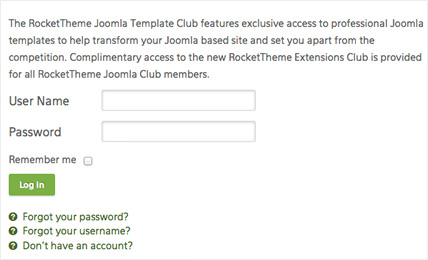 The RocketTheme Joomla Template Club features exclusive access to professional Joomla
templates to help transform your Joomla based site and set you apart from the
competition. Complimentary access to the new RocketTheme Extensions Club is provided
for all RocketTheme Joomla Club members.
User Name
Password
Remember me
Log In
? Forgot your password?
? Forgot your username?
? Don't have an account?